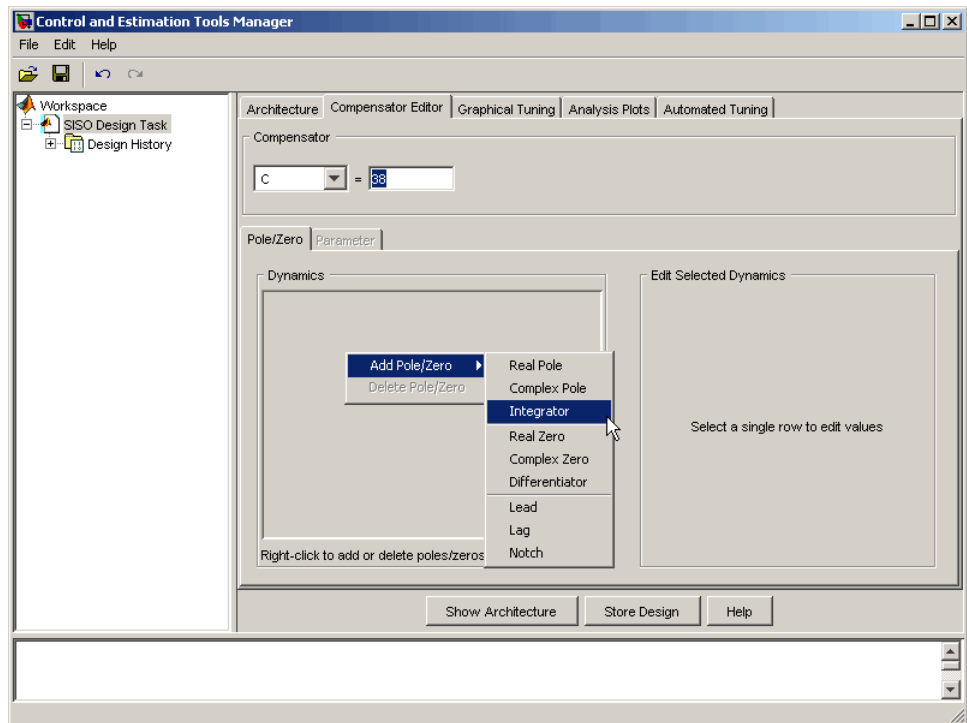 Control and Estimation Tools Manager
File Edit Help
Workspace
SISO Design Task
Design History
Architecture Compensator Editor Graphical Tuning Analysis Plots Automated Tuning
Compensator
C = 38
Pole/Zero Parameter
Dynamics
Edit Selected Dynamics
Add Pole/Zero
Delete Pole/Zero
Real Pole
Complex Pole
Integrator
Real Zero
Complex Zero
Differentiator
Lead
Lag
Notch
Select a single row to edit values
Right-click to add or delete poles/zeros
Show Architecture Store Design Help